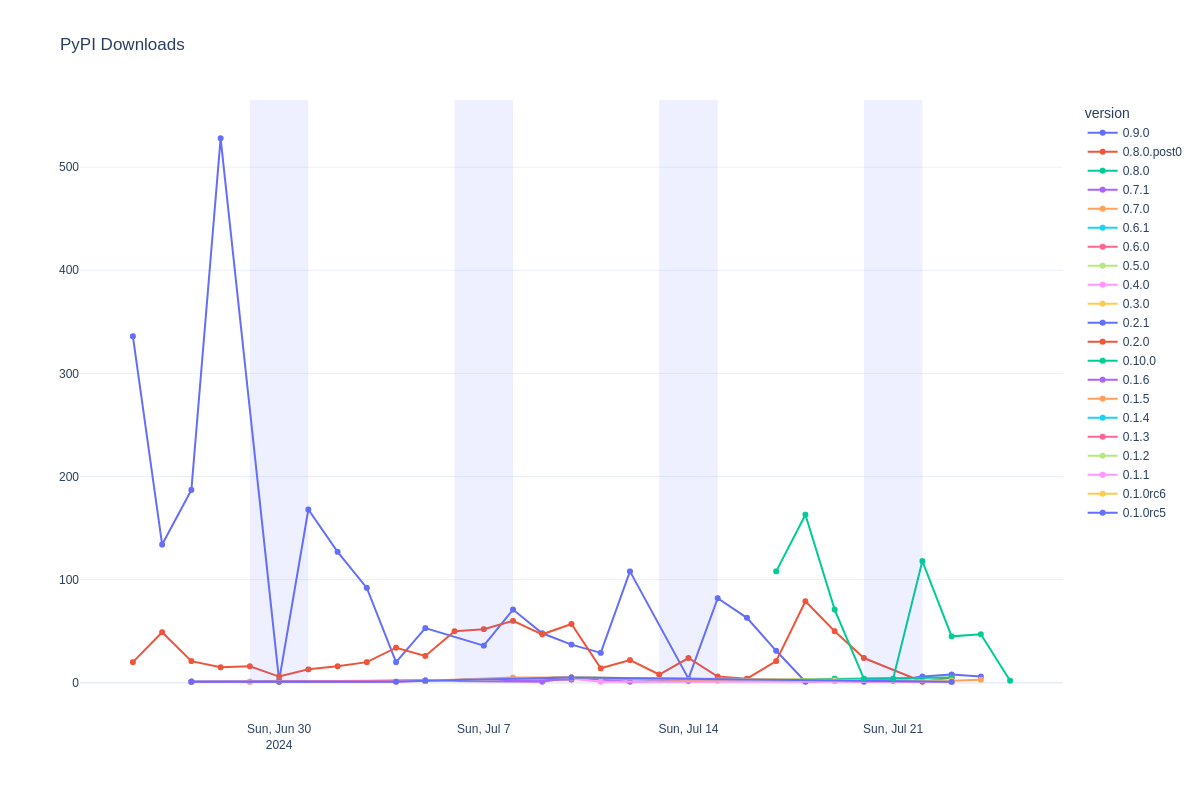 PyPI Downloads
version
0.9.0
0.8.0.post0
0.8.0
0.7.1
0.7.0
0.6.1
0.6.0
0.5.0
0.4.0
0.3.0
0.2.1
0.2.0
0.10.0
0.1.6
0.1.5
0.1.4
0.1.3
0.1.2
0.1.1
0.1.0rc6
0.1.0rc5
500
400
300
200
100
0
Sun, Jun 30
2024
Sun, Jul 7
Sun, Jul 14
Sun, Jul 21